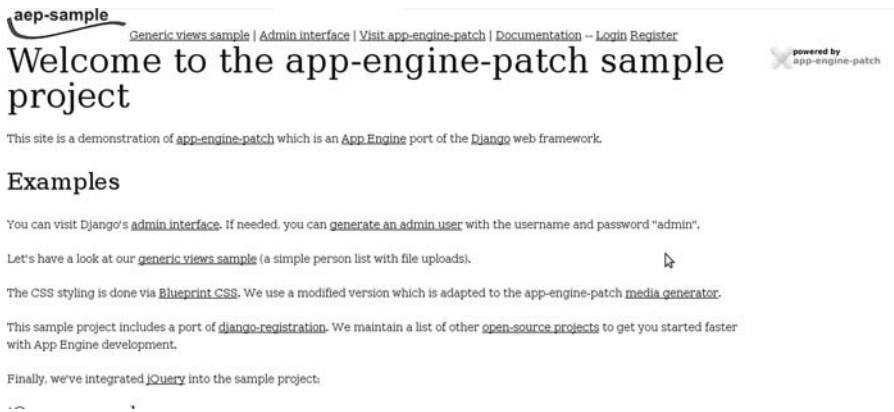 aep-sample
Generic views sample | Admin interface | Visit app-engine-patch | Documentation -- Login Register
Welcome to the app-engine-patch sample
project
powered by
app-engine-patch
This site is a demonstration of app-engine-patch which is an App Engine port of the Django web framework.
Examples
You can visit Django's admin interface. If needed, you can generate an admin user with the username and password "admin".
Let's have a look at our generic views sample (a simple person list with file uploads).
The CSS styling is done via Blueprint CSS. We use a modified version which is adapted to the app-engine-patch media generator.
This sample project includes a port of django-registration. We maintain a list of other open-source projects to get you started faster
with App Engine development.
Finally, we've integrated jQuery into the sample project: